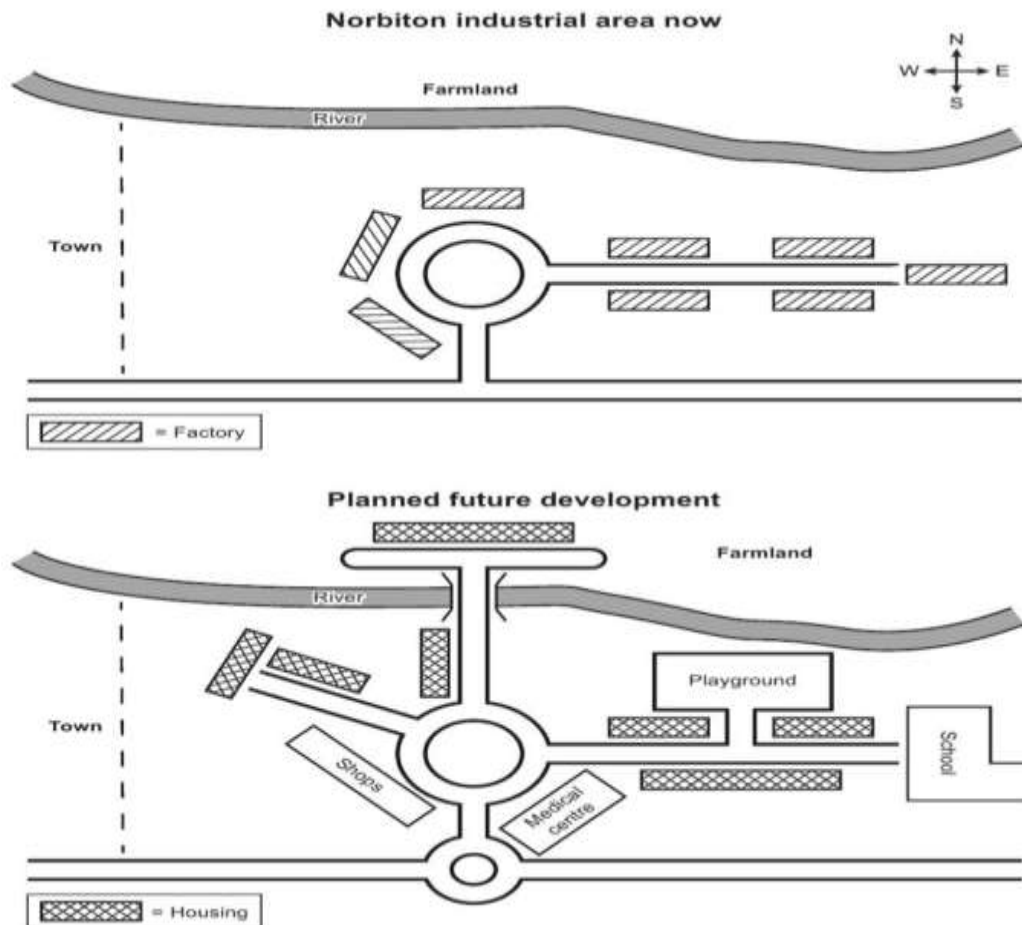 Norbiton industrial area now
N
W E
S
Farmland
River
Town
= Factory
Planned future development
Farmland
River
Playground
Town
School
Shops
Medical
centre
= Housing